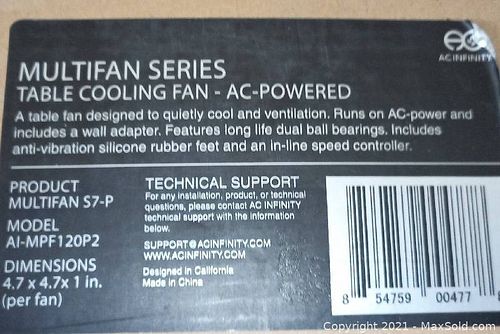 AC INFINITY
MULTIFAN SERIES
TABLE COOLING FAN - AC-POWERED
A table fan designed to quietly cool and ventilation. Runs on AC-power and
includes a wall adapter. Features long life dual ball bearings. Includes
anti-vibration silicone rubber feet and an in-line speed controller.
PRODUCT
MULTIFAN S7-P
MODEL
AI-MPF120P2
DIMENSIONS
4.7 x 4.7x 1 in.
(per fan)
TECHNICAL SUPPORT
For any installation, product, or technical
questions, please contact AC INFINITY
technical support with the information
below.
SUPPORT@ACINFINITY.COM
WWW.ACINFINITY.COM
Designed in California
Made in China
8 54759 00477
Copyright 2021 - MaxSold.com